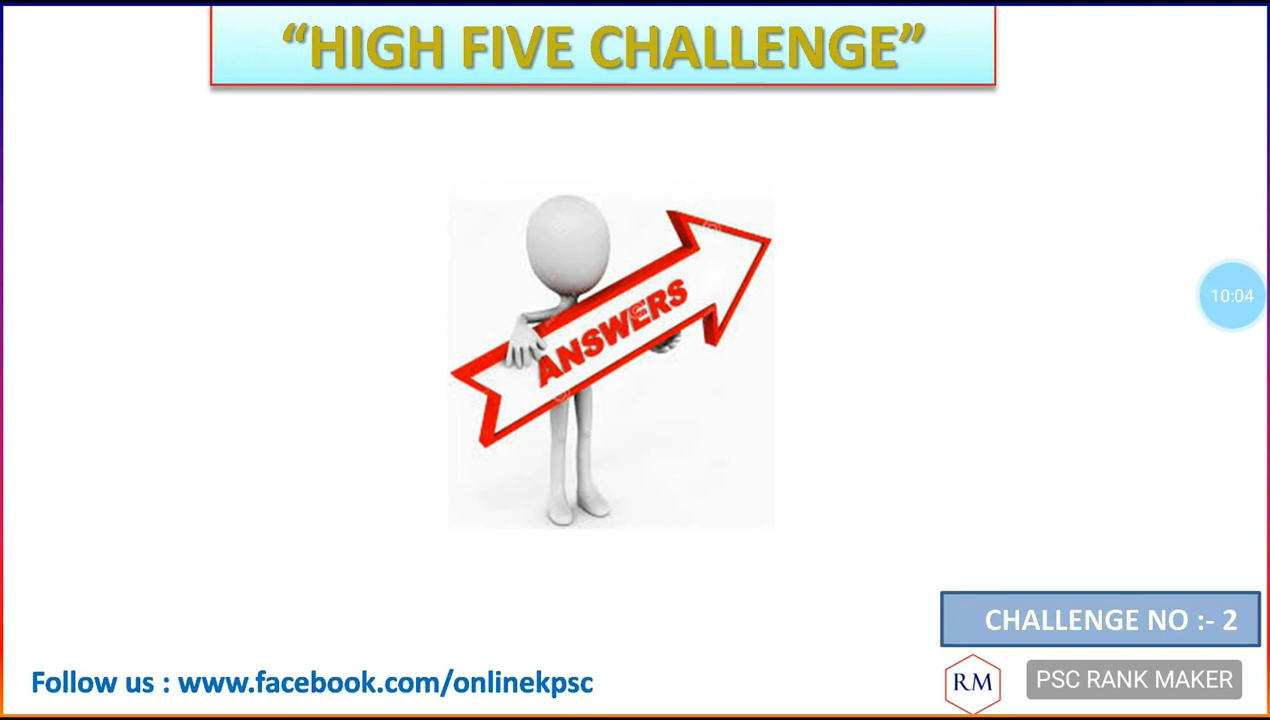 “HIGH FIVE CHALLENGE”
ANSWERS
10:04
CHALLENGE NO :- 2
Follow us : www.facebook.com/onlinekpsc
RM
PSC RANK MAKER